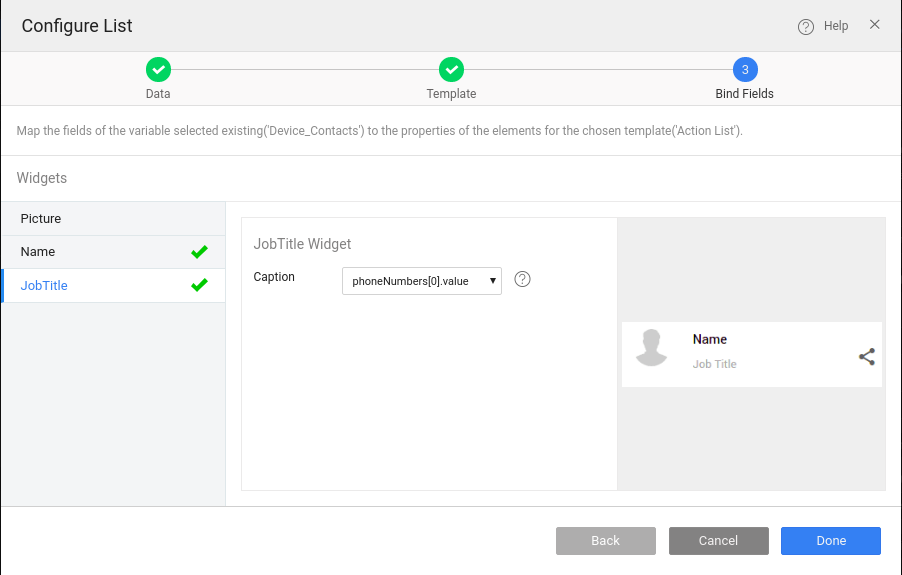 Configure List
Help
3
Data
Template
Bind Fields
Map the fields of the variable selected existing('Device_Contacts') to the properties of the elements for the chosen template('Action List').
Widgets
Picture
Name
JobTitle
JobTitle Widget
Caption
phoneNumbers[0].value
Name
Job Title
Back
Cancel
Done